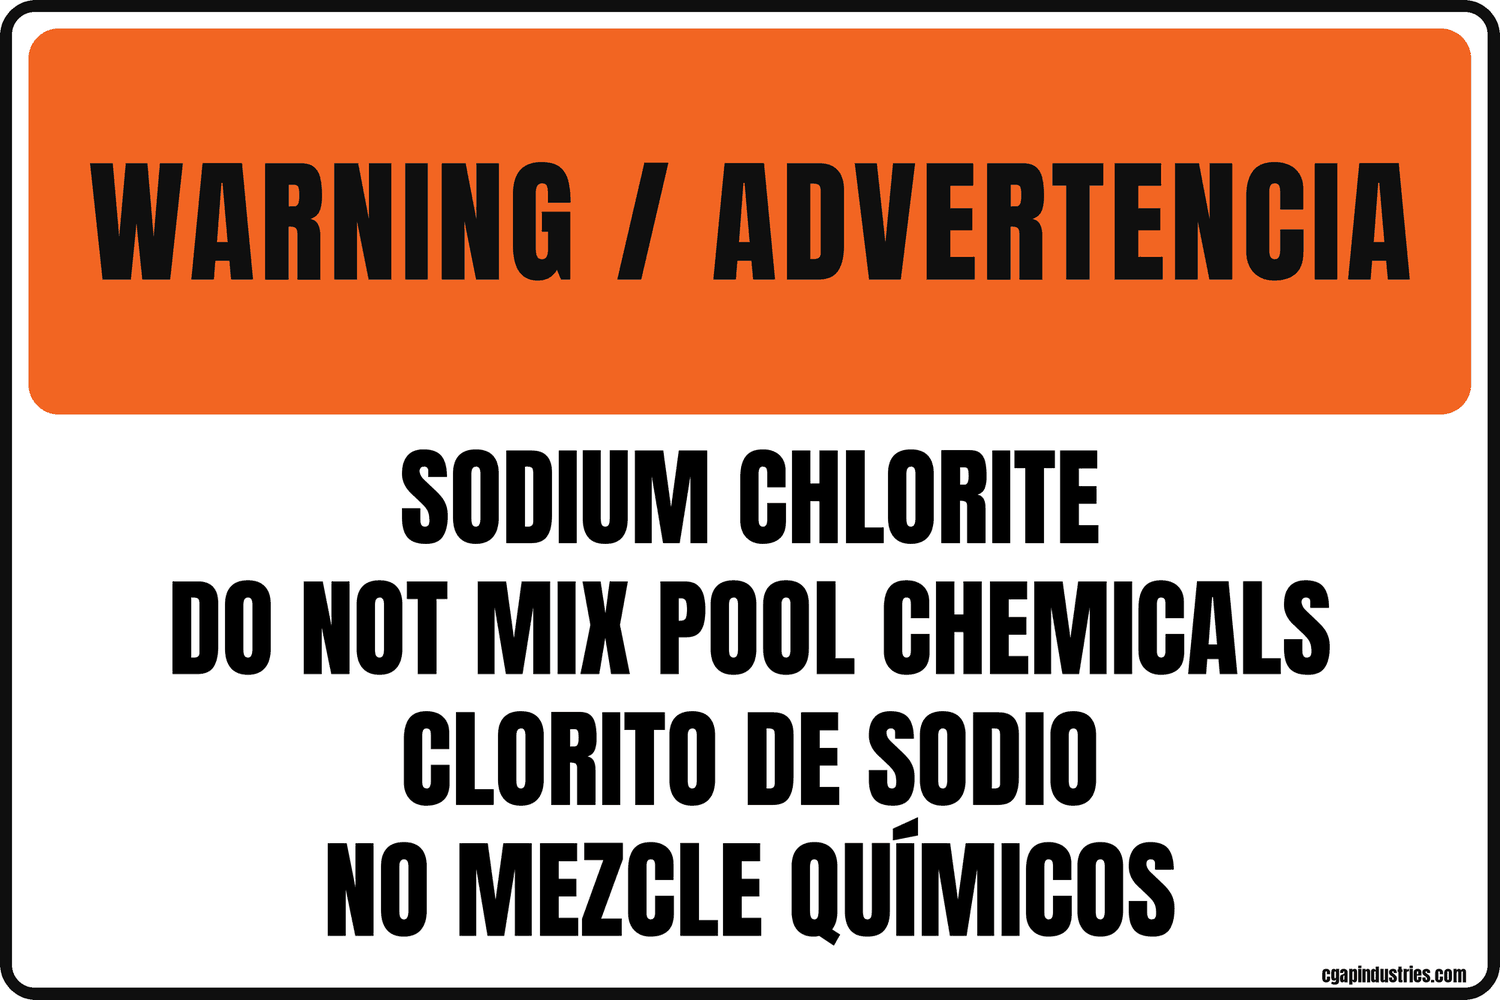 WARNING / ADVERTENCIA
SODIUM CHLORITE
DO NOT MIX POOL CHEMICALS
CLORITO DE SODIO
NO MEZCLE QUÍMICOS
cgapindustries.com